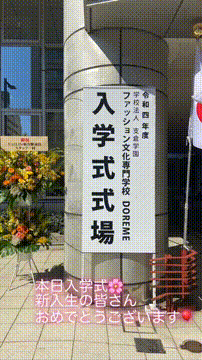 令和四年度
学校法人 支倉学園
ファッション文化専門学校 DOREME
入学式式場
本日入学式🌸
新入生の皆さん
おめでとうございます